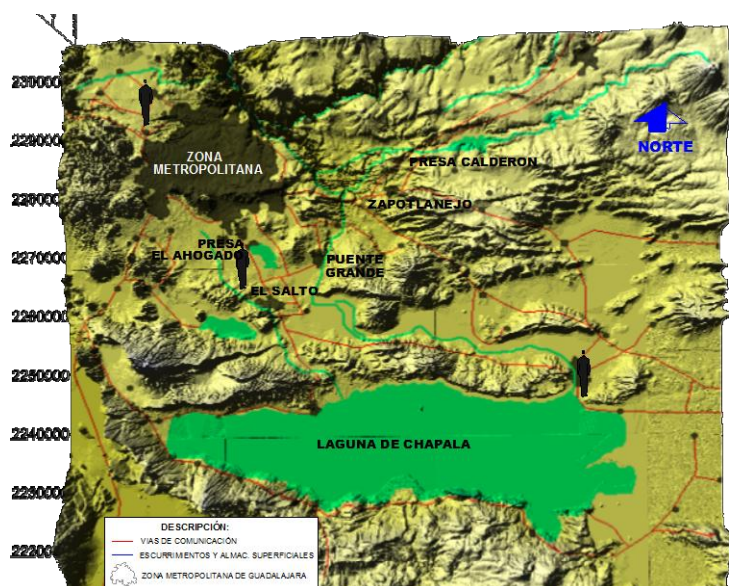 2230000
2290000
2280000
2270000
2260000
2250000
2240000
2230000
2220000
ZONA
METROPOLITANA
NORTE
PRESA CALDERON
ZAPOTLANEJO
PRESA
EL AHOGADO
PUENTE
GRANDE
EL SALTO
LAGUNA DE CHAPALA
DESCRIPCIÓN:
VIAS DE COMUNICACIÓN
ESCURRIMIENTOS Y ALMAC. SUPERFICIALES
ZONA METROPOLITANA DE GUADALAJARA